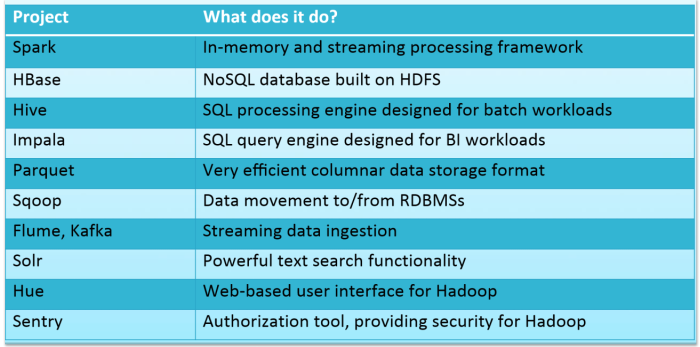 Project What does it do?
Spark In-memory and streaming processing framework
HBase NoSQL database built on HDFS
Hive SQL processing engine designed for batch workloads
Impala SQL query engine designed for BI workloads
Parquet Very efficient columnar data storage format
Sqoop Data movement to/from RDBMSs
Flume, Kafka Streaming data ingestion
Solr Powerful text search functionality
Hue Web-based user interface for Hadoop
Sentry Authorization tool, providing security for Hadoop